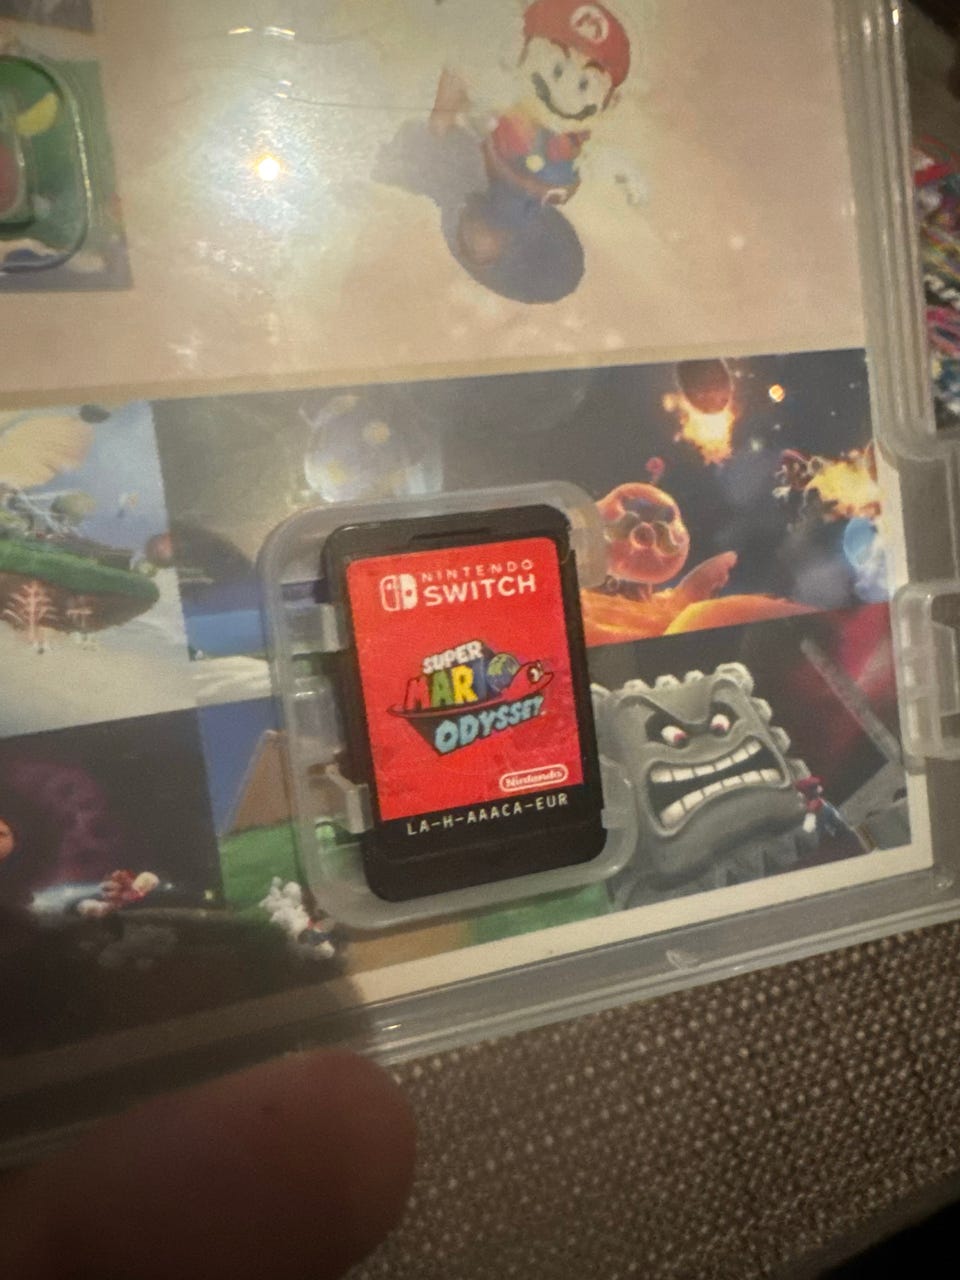 NINTENDO
SWITCH
SUPER
MARIO
ODYSSEY
Nintendo
LA-H-AAACA-EUR